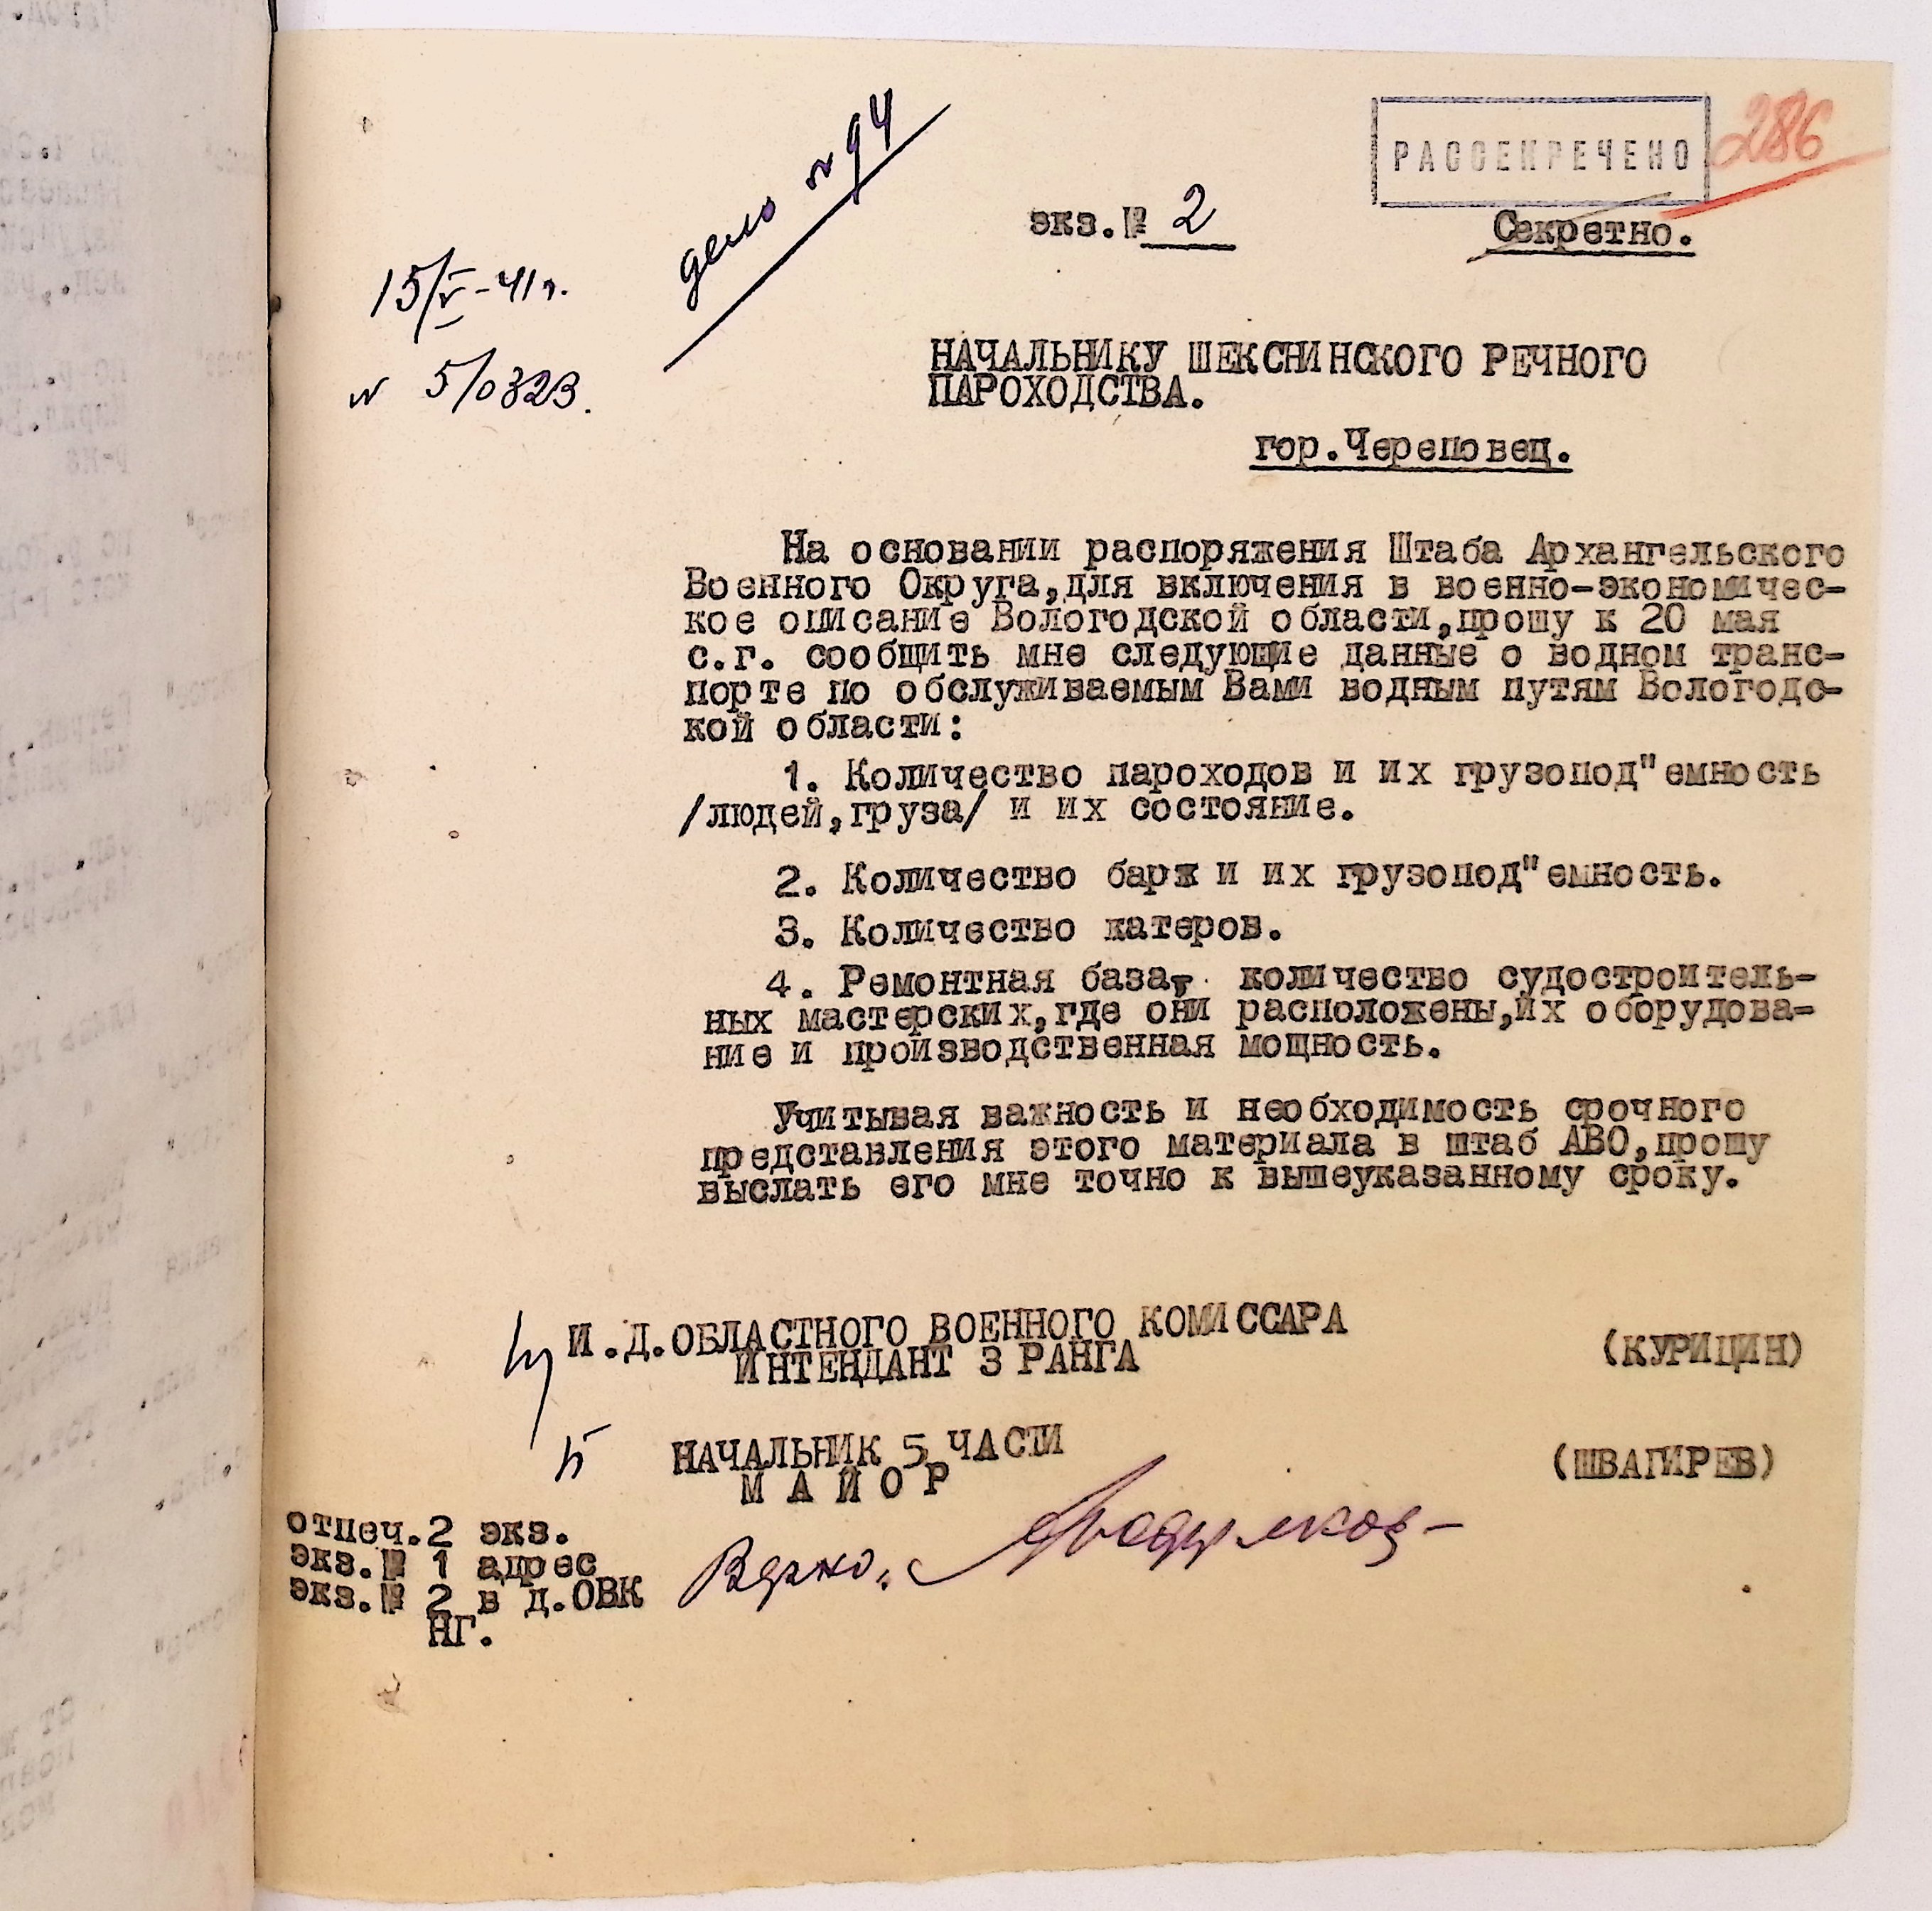 дело № 94
РАССЕКРЕЧЕНО
286
экз.№ 2
Секретно.
15/V-41 г.
№ 5/0323.
НАЧАЛЬНИКУ ШЕКСНИНСКОГО РЕЧНОГО
ПАРОХОДСТВА.
гор.Череповец.
На основании распоряжения Штаба Архангельского
Военного Округа,для включения в военно-экономичес-
кое описание Вологодской области,прошу к 20 мая
с.г. сообщить мне следующие данные о водном транс-
порте по обслуживаемым Вами водным путям Вологодс-
кой области:
1. Количество пароходов и их грузопод"емность
/людей,груза/ и их состояние.
2. Количество барж и их грузопод"емность.
3. Количество катеров.
4. Ремонтная база, количество судостроитель-
ных мастерских,где они расположены,их оборудова-
ние и производственная мощность.
Учитывая важность и необходимость срочного
представления этого материала в штаб АВО,прошу
выслать его мне точно к вышеуказанному сроку.
И.Д.ОБЛАСТНОГО ВОЕННОГО КОМИССАРА
ИНТЕНДАНТ 3 РАНГА (КУРИЦИН)
НАЧАЛЬНИК 5 ЧАСТИ
МАЙОР (ШВАГИРЕВ)
отпеч.2 экз.
экз.№ 1 адрес
экз.№ 2 в д.ОВК
НГ.
Верно: